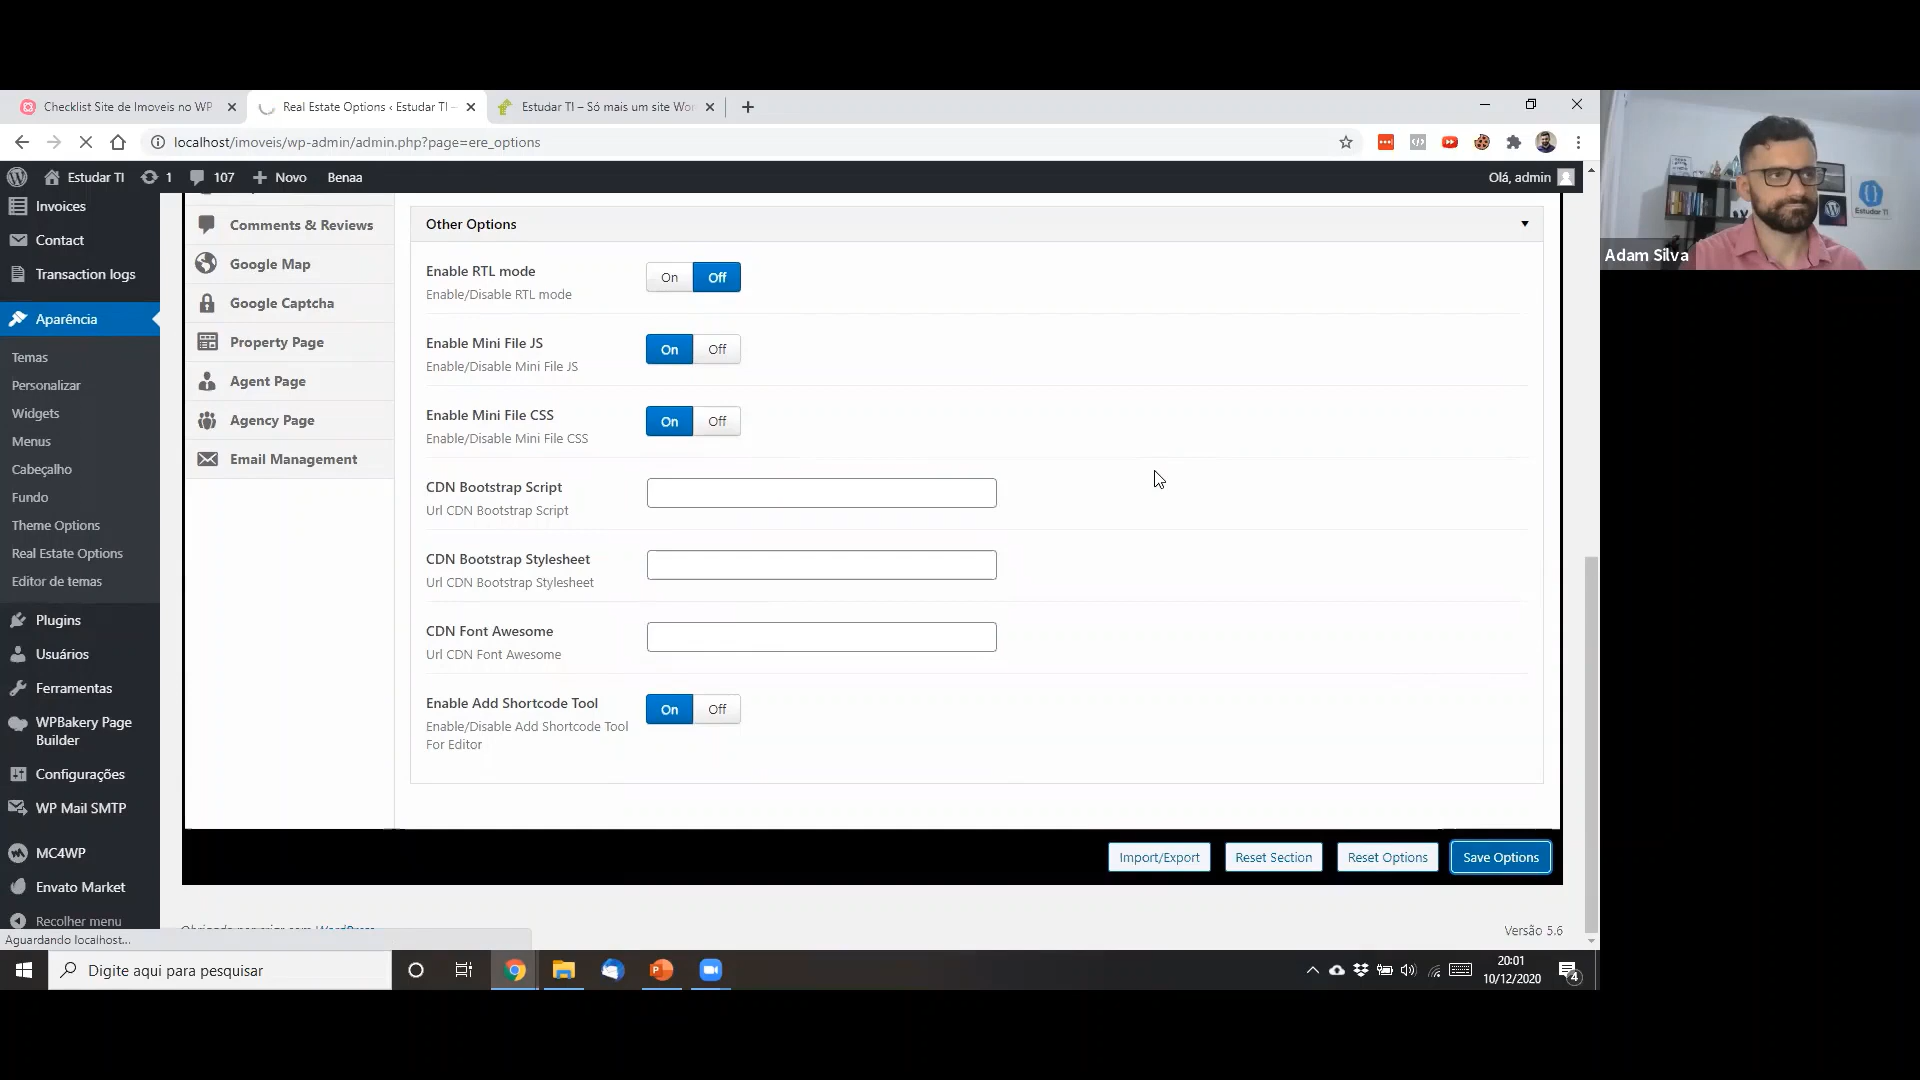 Checklist Site de Imoveis no WP
Real Estate Options ‹ Estudar TI –
Estudar TI – Só mais um site Wor
localhost/imoveis/wp-admin/admin.php?page=ere_options
Estudar TI
1
107
Novo
Benaa
Olá, admin
Invoices
Contact
Transaction logs
Aparência
Temas
Personalizar
Widgets
Menus
Cabeçalho
Fundo
Theme Options
Real Estate Options
Editor de temas
Plugins
Usuários
Ferramentas
WPBakery Page
Builder
Configurações
WP Mail SMTP
MC4WP
Envato Market
Recolher menu
Aguardando localhost...
Comments & Reviews
Google Map
Google Captcha
Property Page
Agent Page
Agency Page
Email Management
Other Options
Enable RTL mode
Enable/Disable RTL mode
On Off
Enable Mini File JS
Enable/Disable Mini File JS
On Off
Enable Mini File CSS
Enable/Disable Mini File CSS
On Off
CDN Bootstrap Script
Url CDN Bootstrap Script
CDN Bootstrap Stylesheet
Url CDN Bootstrap Stylesheet
CDN Font Awesome
Url CDN Font Awesome
Enable Add Shortcode Tool
Enable/Disable Add Shortcode Tool
For Editor
On Off
Import/Export
Reset Section
Reset Options
Save Options
Versão 5.6
Adam Silva
Estudar TI
Digite aqui para pesquisar
20:01
10/12/2020
4